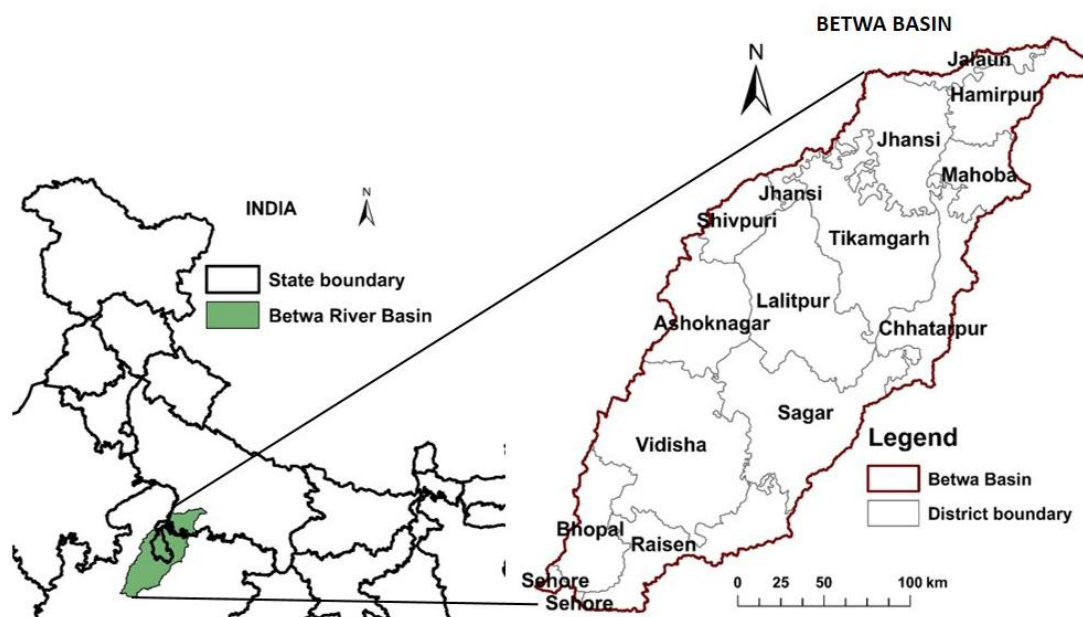 BETWA BASIN
N
Jalaun
Hamirpur
Jhansi
Mahoba
Jhansi
Shivpuri
Tikamgarh
Lalitpur
Ashoknagar
Chhatarpur
Sagar
Vidisha
Bhopal
Raisen
Sehore
Sehore
Legend
Betwa Basin
District boundary
0 25 50 100 km
N
INDIA
State boundary
Betwa River Basin